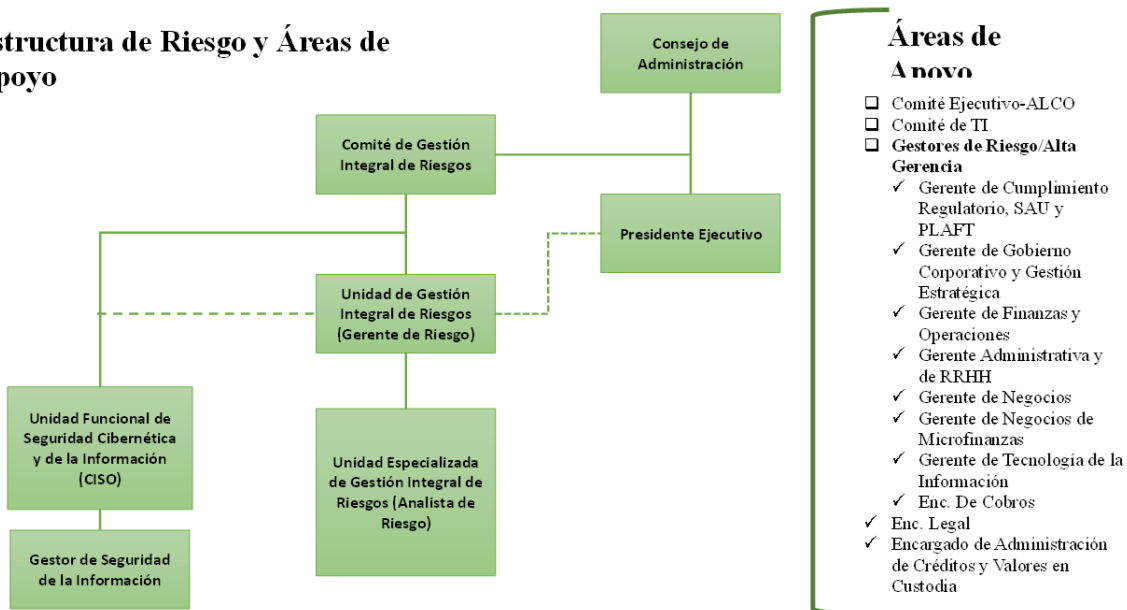 structura de Riesgo y Áreas de
poyo
Consejo de
Administración
Comité de Gestión
Integral de Riesgos
Presidente Ejecutivo
Unidad de Gestión
Integral de Riesgos
(Gerente de Riesgo)
Unidad Funcional de
Seguridad Cibernética
y de la Información
(CISO)
Unidad Especializada
de Gestión Integral de
Riesgos (Analista de
Riesgo)
Gestor de Seguridad
de la Información
Áreas de
Apoyo
Comité Ejecutivo-ALCO
Comité de TI
Gestores de Riesgo/Alta
Gerencia
Gerente de Cumplimiento
Regulatorio, SAU y
PLAFT
Gerente de Gobierno
Corporativo y Gestión
Estratégica
Gerente de Finanzas y
Operaciones
Gerente Administrativa y
de RRHH
Gerente de Negocios
Gerente de Negocios de
Microfinanzas
Gerente de Tecnología de la
Información
Enc. De Cobros
Enc. Legal
Encargado de Administración
de Créditos y Valores en
Custodia